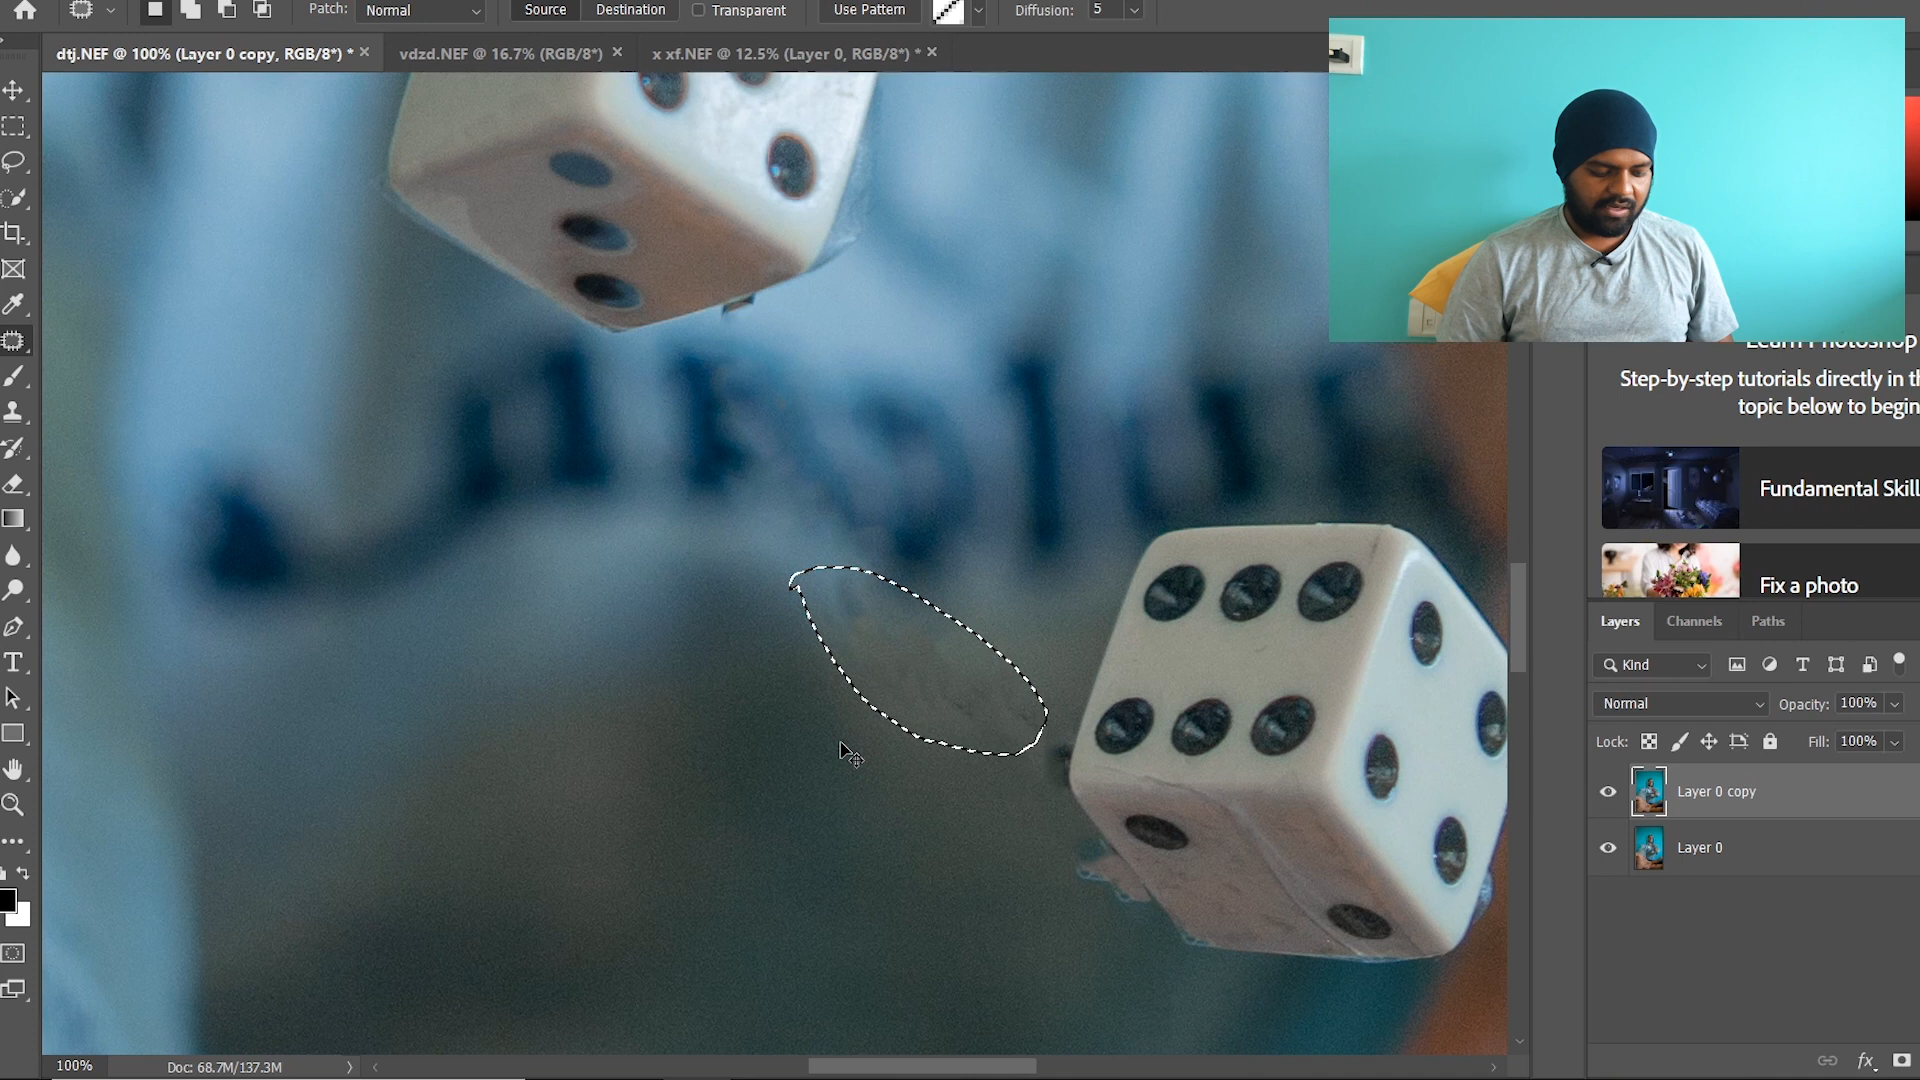 Patch: Normal Source Destination Transparent Use Pattern Diffusion: 5
dtj.NEF @ 100% (Layer 0 copy, RGB/8*) * × vdzd.NEF @ 16.7% (RGB/8*) × x xf.NEF @ 12.5% (Layer 0, RGB/8*) * ×
Learn Photoshop
Step-by-step tutorials directly in
topic below to begin
Fundamental Skill
Fix a photo
Layers Channels Paths
Kind
Normal Opacity: 100%
Lock: Fill: 100%
Layer 0 copy
Layer 0
fx
100% Doc: 68.7M/137.3M